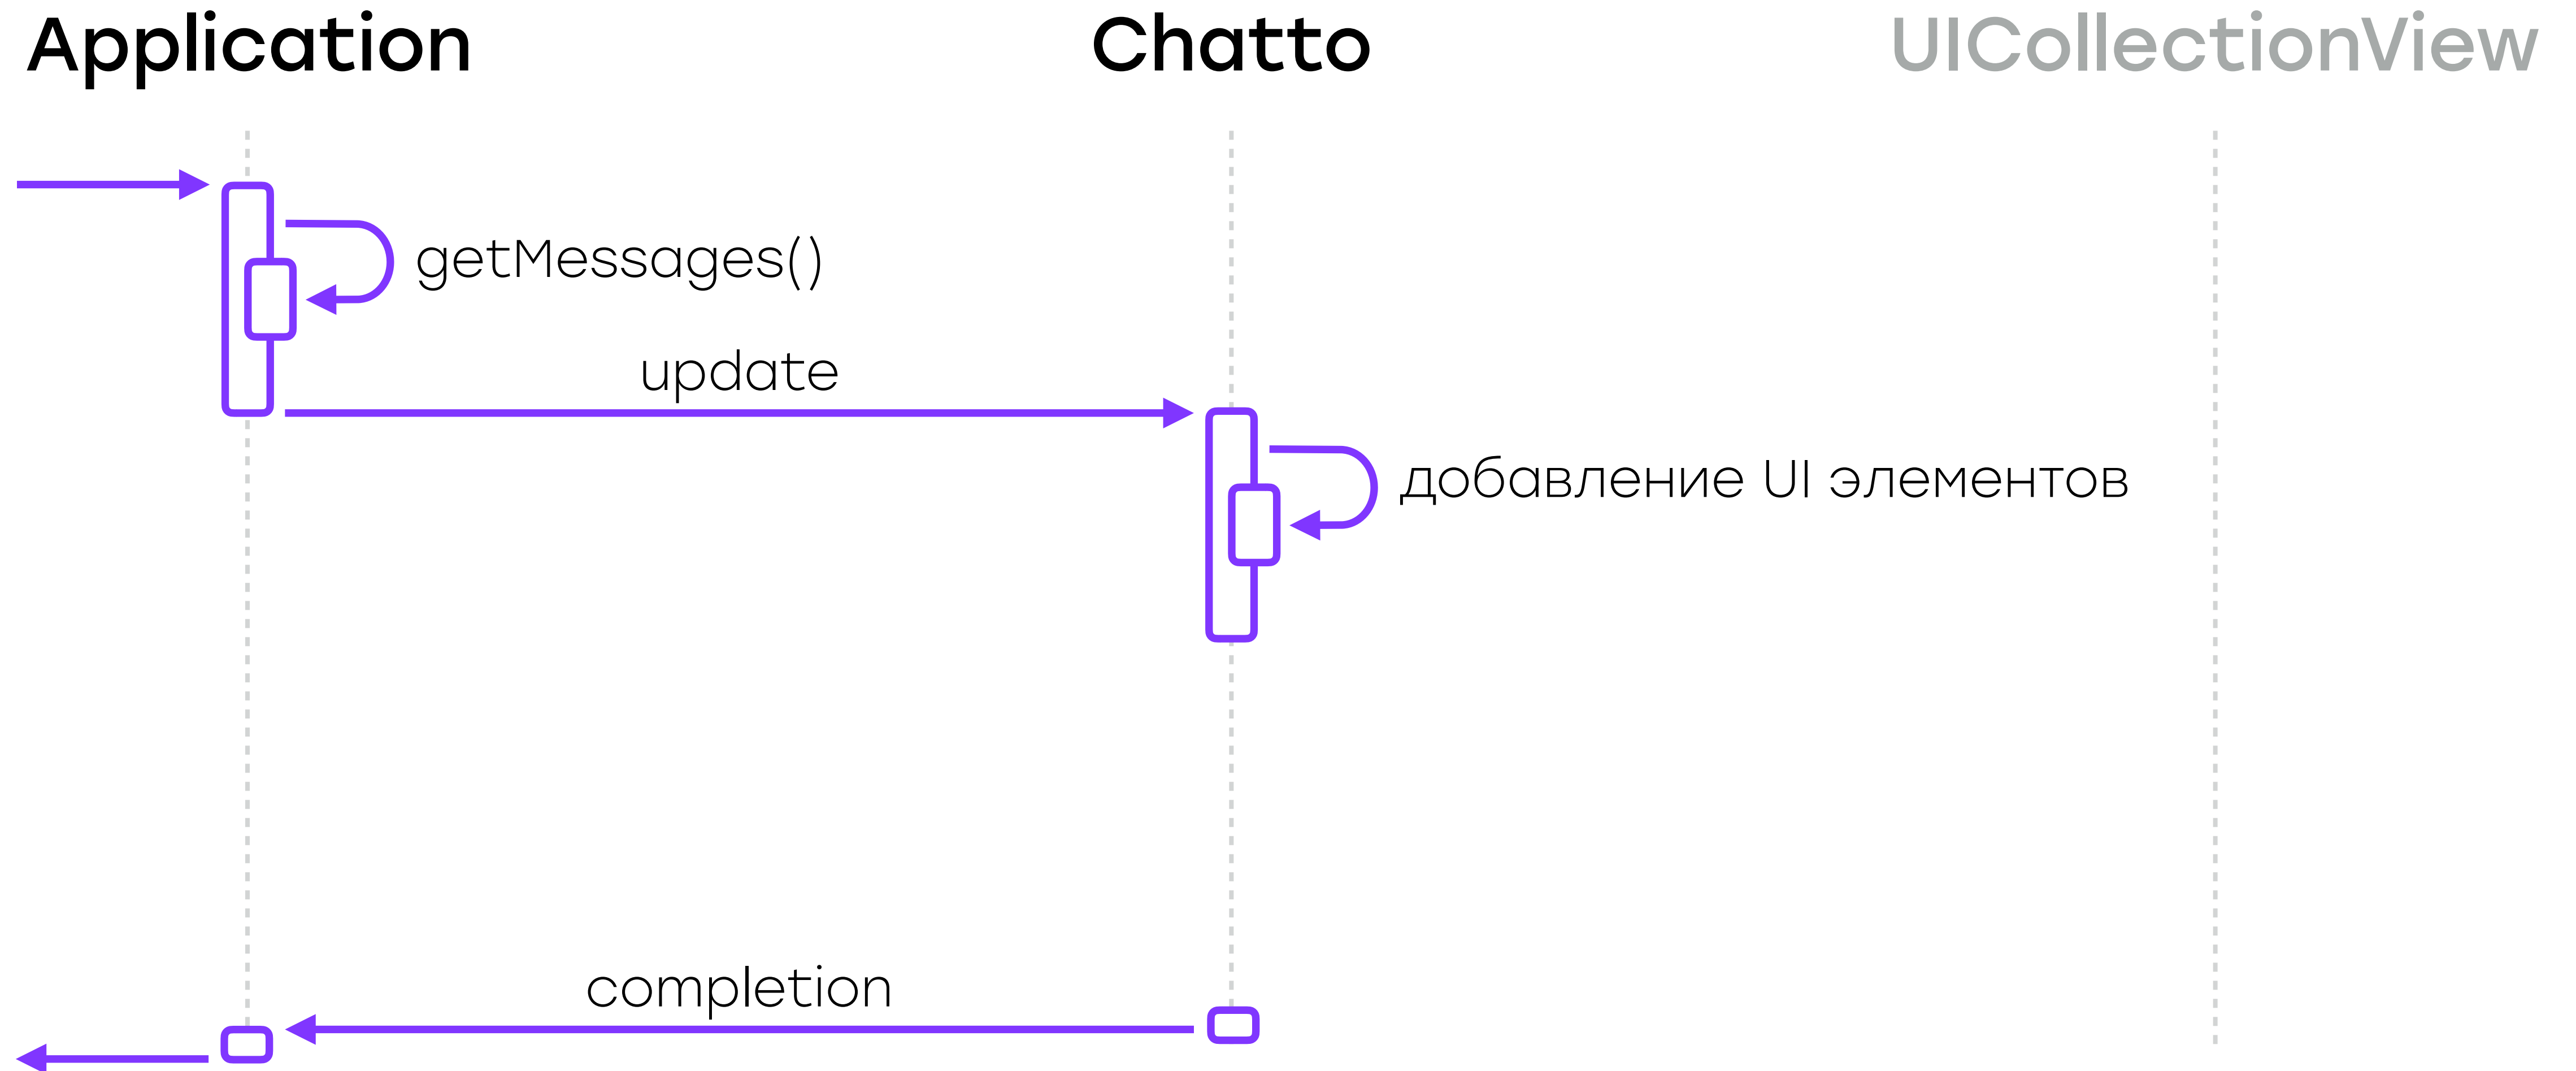 Application
Chatto
UICollectionView
getMessages()
update
добавление UI элементов
completion